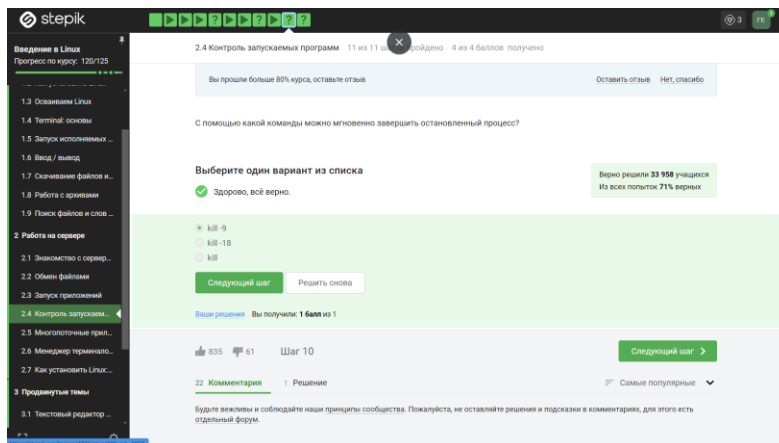 stepik
3
ГЕ
Введение в Linux
Прогресс по курсу: 120/125
1.3 Осваиваем Linux
1.4 Terminal: основы
1.5 Запуск исполняемых ...
1.6 Ввод / вывод
1.7 Скачивание файлов и...
1.8 Работа с архивами
1.9 Поиск файлов и слов ...
2 Работа на сервере
2.1 Знакомство с сервер...
2.2 Обмен файлами
2.3 Запуск приложений
2.4 Контроль запускаем...
2.5 Многопоточные прил...
2.6 Менеджер терминало...
2.7 Как установить Linux:...
3 Продвинутые темы
3.1 Текстовый редактор ...
2.4 Контроль запускаемых программ 11 из 11 ройдено 4 из 4 баллов получено
Вы прошли больше 80% курса, оставьте отзыв Оставить отзыв Нет, спасибо
С помощью какой команды можно мгновенно завершить остановленный процесс?
Выберите один вариант из списка
Здорово, всё верно.
Верно решили 33 958 учащихся
Из всех попыток 71% верных
kill -9
kill -18
kill
Следующий шаг Решить снова
Ваши решения Вы получили: 1 балл из 1
835 61 Шаг 10 Следующий шаг
22 Комментария 1 Решение Самые популярные
Будьте вежливы и соблюдайте наши принципы сообщества. Пожалуйста, не оставляйте решения и подсказки в комментариях, для этого есть
отдельный форум.